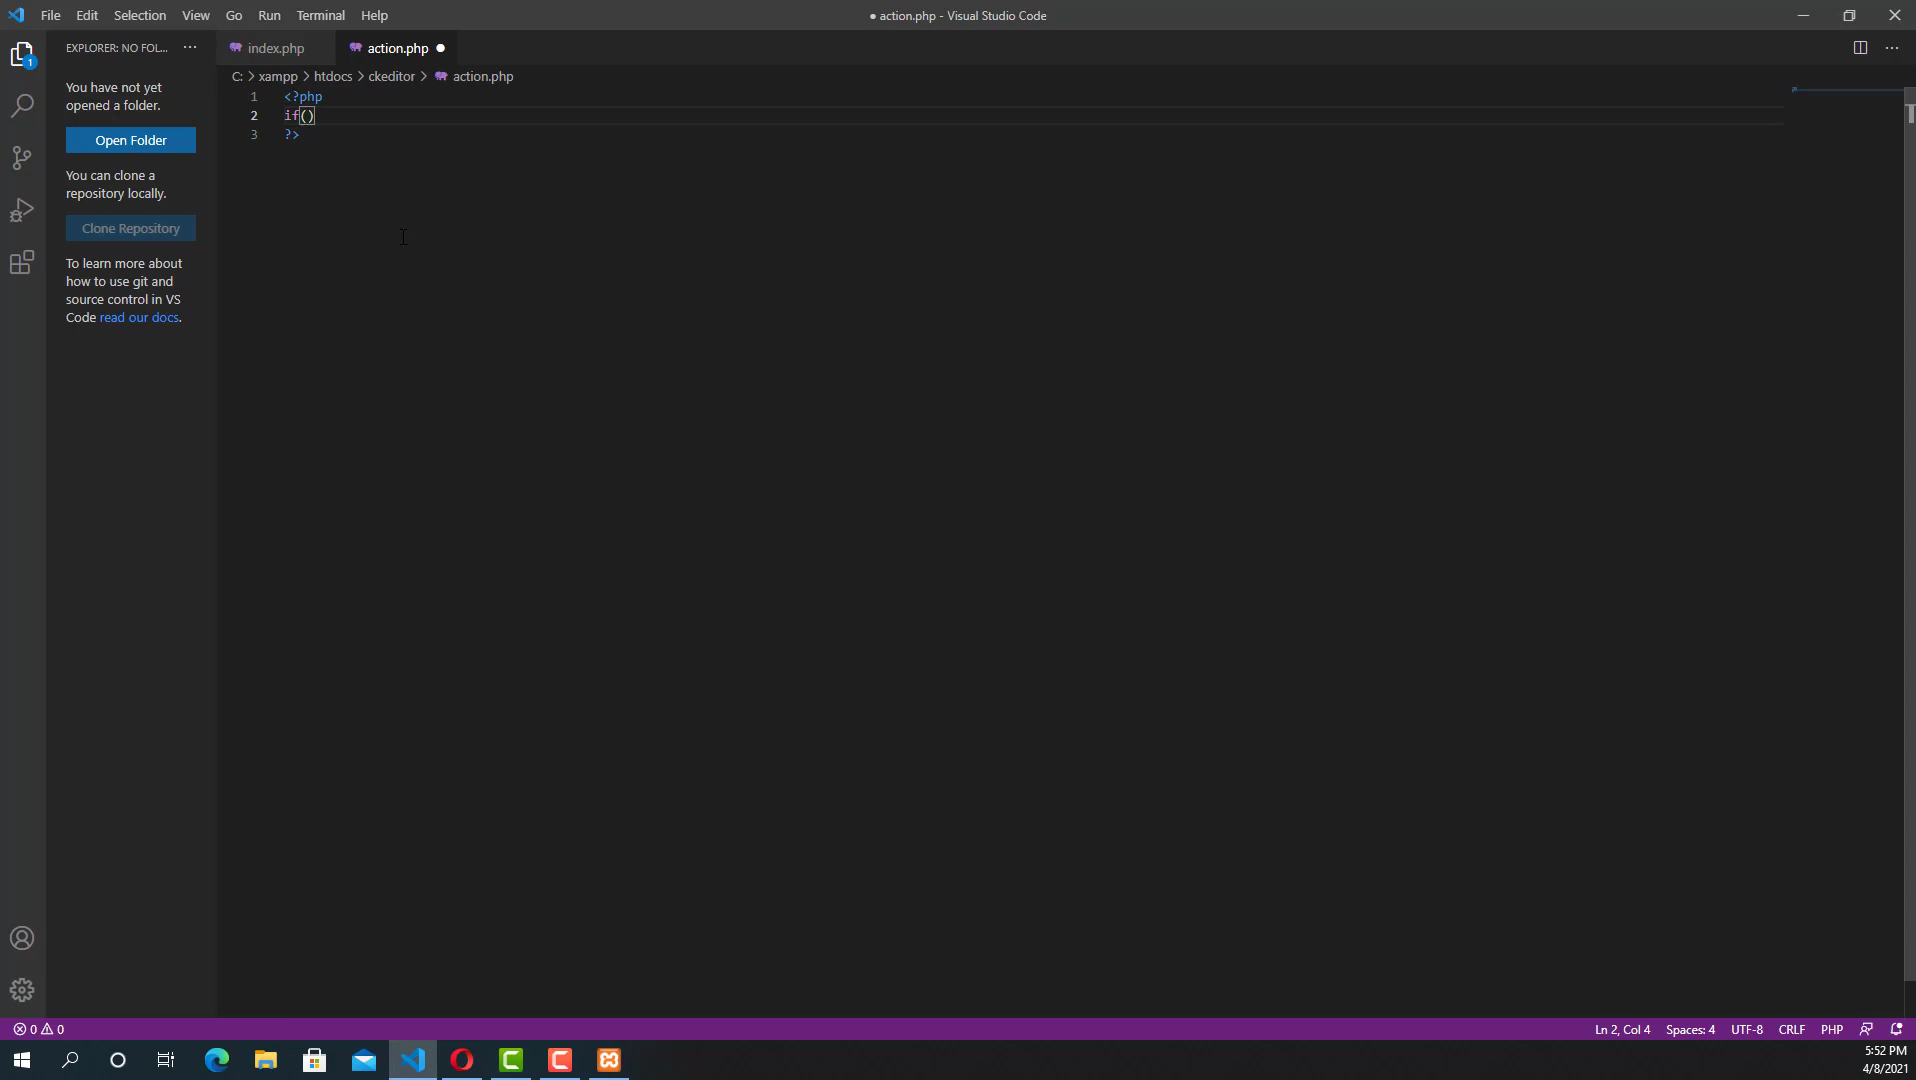 File Edit Selection View Go Run Terminal Help
● action.php - Visual Studio Code
EXPLORER: NO FOL...
index.php
action.php
C: > xampp > htdocs > ckeditor > action.php
1
You have not yet
opened a folder.
Open Folder
You can clone a
repository locally.
Clone Repository
To learn more about
how to use git and
source control in VS
Code read our docs.
1 <?php
2 if()
3 ?>
0 0
Ln 2, Col 4 Spaces: 4 UTF-8 CRLF PHP
5:52 PM
4/8/2021